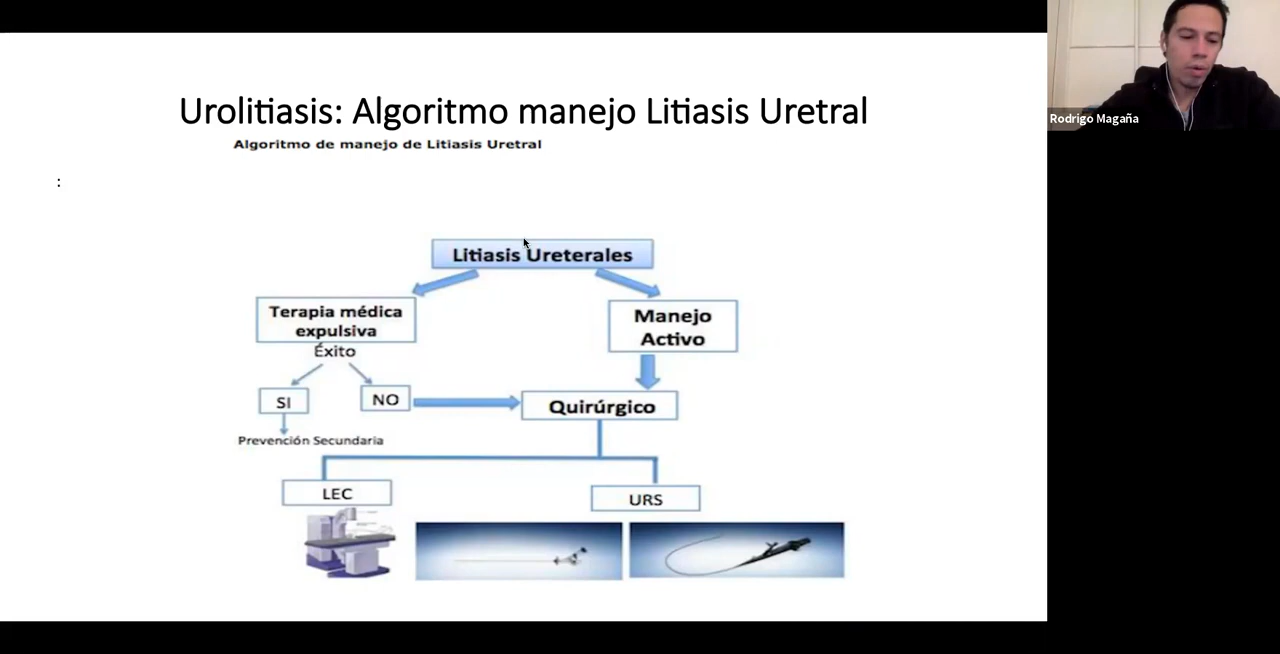 Urolitiasis: Algoritmo manejo Litiasis Uretral
Algoritmo de manejo de Litiasis Uretral
:
Litiasis Ureterales
Terapia médica
expulsiva
Éxito
SI
NO
Prevención Secundaria
Manejo
Activo
Quirúrgico
LEC
URS
Rodrigo Magaña